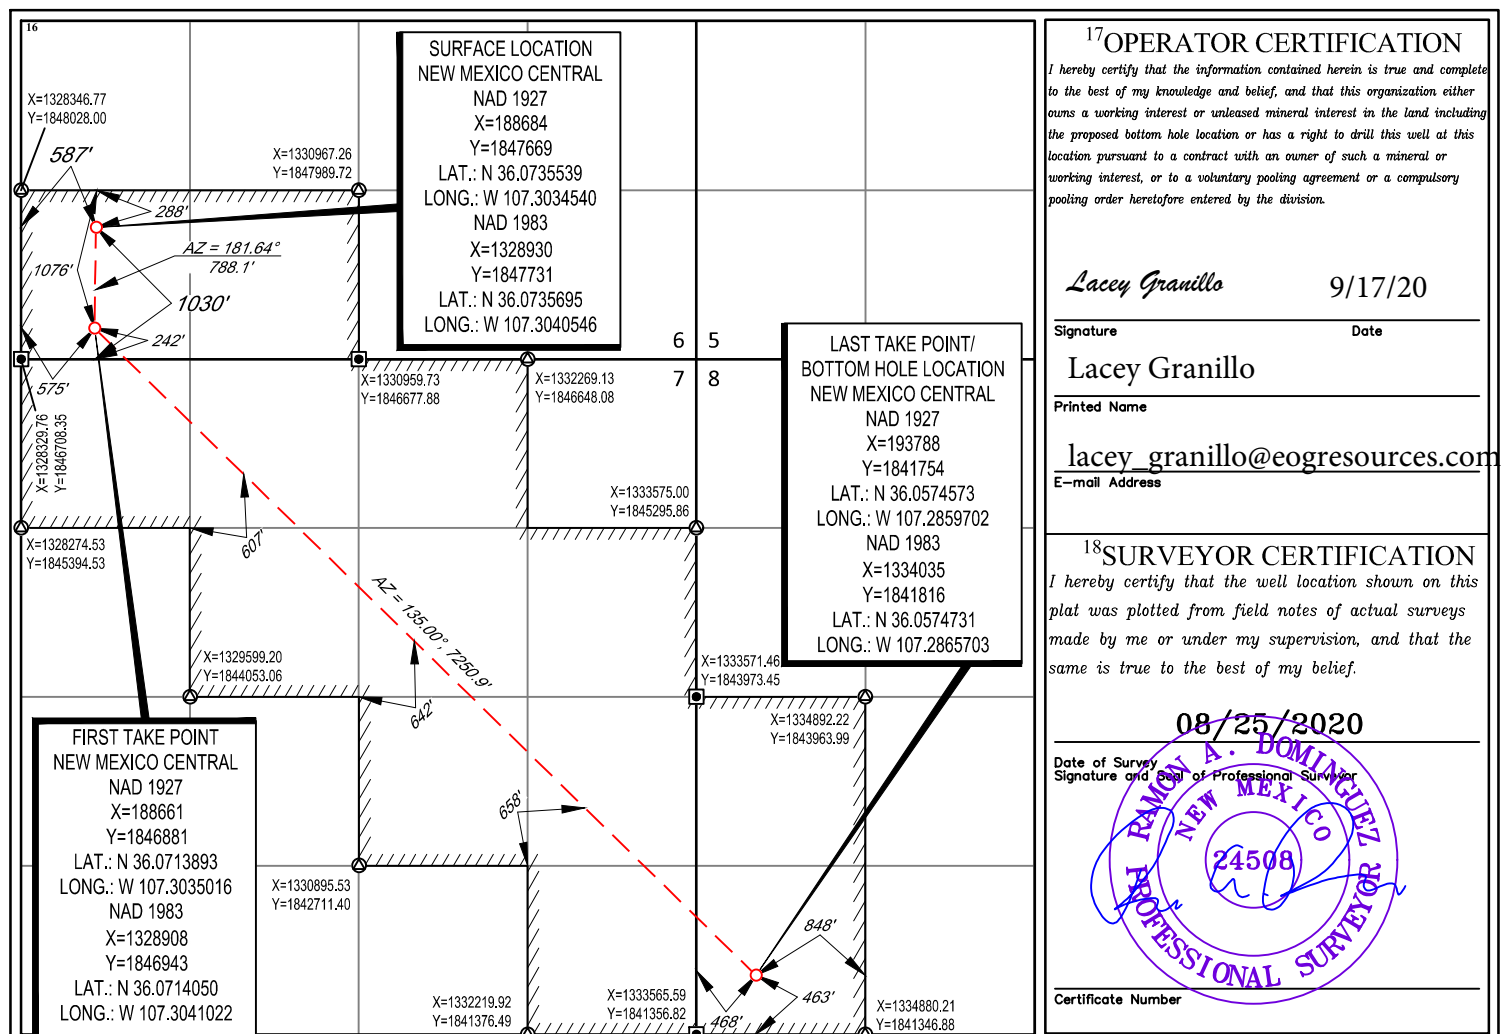 16
SURFACE LOCATION
NEW MEXICO CENTRAL
NAD 1927
X=188684
Y=1847669
LAT.: N 36.0735539
LONG.: W 107.3034540
NAD 1983
X=1328930
Y=1847731
LAT.: N 36.0735695
LONG.: W 107.3040546
X=1328346.77
Y=1848028.00
587'
X=1330967.26
Y=1847989.72
288'
AZ = 181.64°
788.1'
1076'
1030'
242'
575'
6 5
7 8
X=1330959.73
Y=1846677.88
X=1332269.13
Y=1846648.08
X=1328329.76
Y=1846708.35
LAST TAKE POINT/
BOTTOM HOLE LOCATION
NEW MEXICO CENTRAL
NAD 1927
X=193788
Y=1841754
LAT.: N 36.0574573
LONG.: W 107.2859702
NAD 1983
X=1334035
Y=1841816
LAT.: N 36.0574731
LONG.: W 107.2865703
X=1333575.00
Y=1845295.86
X=1328274.53
Y=1845394.53
607'
AZ = 135.00°, 7250.9'
X=1329599.20
Y=1844053.06
642'
X=1333571.46
Y=1843973.45
X=1334892.22
Y=1843963.99
FIRST TAKE POINT
NEW MEXICO CENTRAL
NAD 1927
X=188661
Y=1846881
LAT.: N 36.0713893
LONG.: W 107.3035016
NAD 1983
X=1328908
Y=1846943
LAT.: N 36.0714050
LONG.: W 107.3041022
658'
X=1330895.53
Y=1842711.40
848'
463'
468'
X=1332219.92
Y=1841376.49
X=1333565.59
Y=1841356.82
X=1334880.21
Y=1841346.88
17 OPERATOR CERTIFICATION
I hereby certify that the information contained herein is true and complete
to the best of my knowledge and belief, and that this organization either
owns a working interest or unleased mineral interest in the land including
the proposed bottom hole location or has a right to drill this well at this
location pursuant to a contract with an owner of such a mineral or
working interest, or to a voluntary pooling agreement or a compulsory
pooling order heretofore entered by the division.
Lacey Granillo 9/17/20
Signature Date
Lacey Granillo
Printed Name
lacey_granillo@eogresources.com
E-mail Address
18 SURVEYOR CERTIFICATION
I hereby certify that the well location shown on this
plat was plotted from field notes of actual surveys
made by me or under my supervision, and that the
same is true to the best of my belief.
08/25/2020
Date of Survey
Signature and Seal of Professional Surveyor
RAMON A. DOMINGUEZ
NEW MEXICO
24508
PROFESSIONAL SURVEYOR
Certificate Number